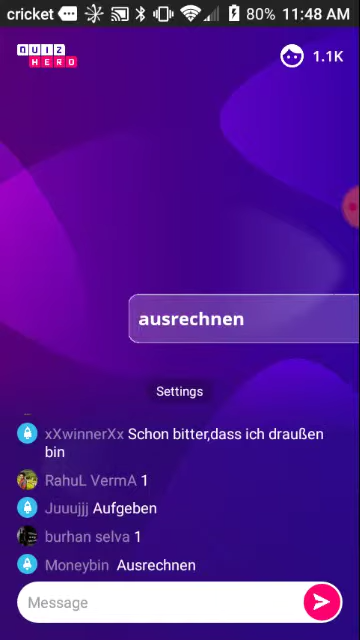 cricket 80% 11:48 AM
QUIZ
HERO
1.1K
ausrechnen
Settings
xXwinnerXx Schon bitter,dass ich draußen
bin
RahuL VermA 1
Juuujjj Aufgeben
burhan selva 1
Moneybin Ausrechnen
Message